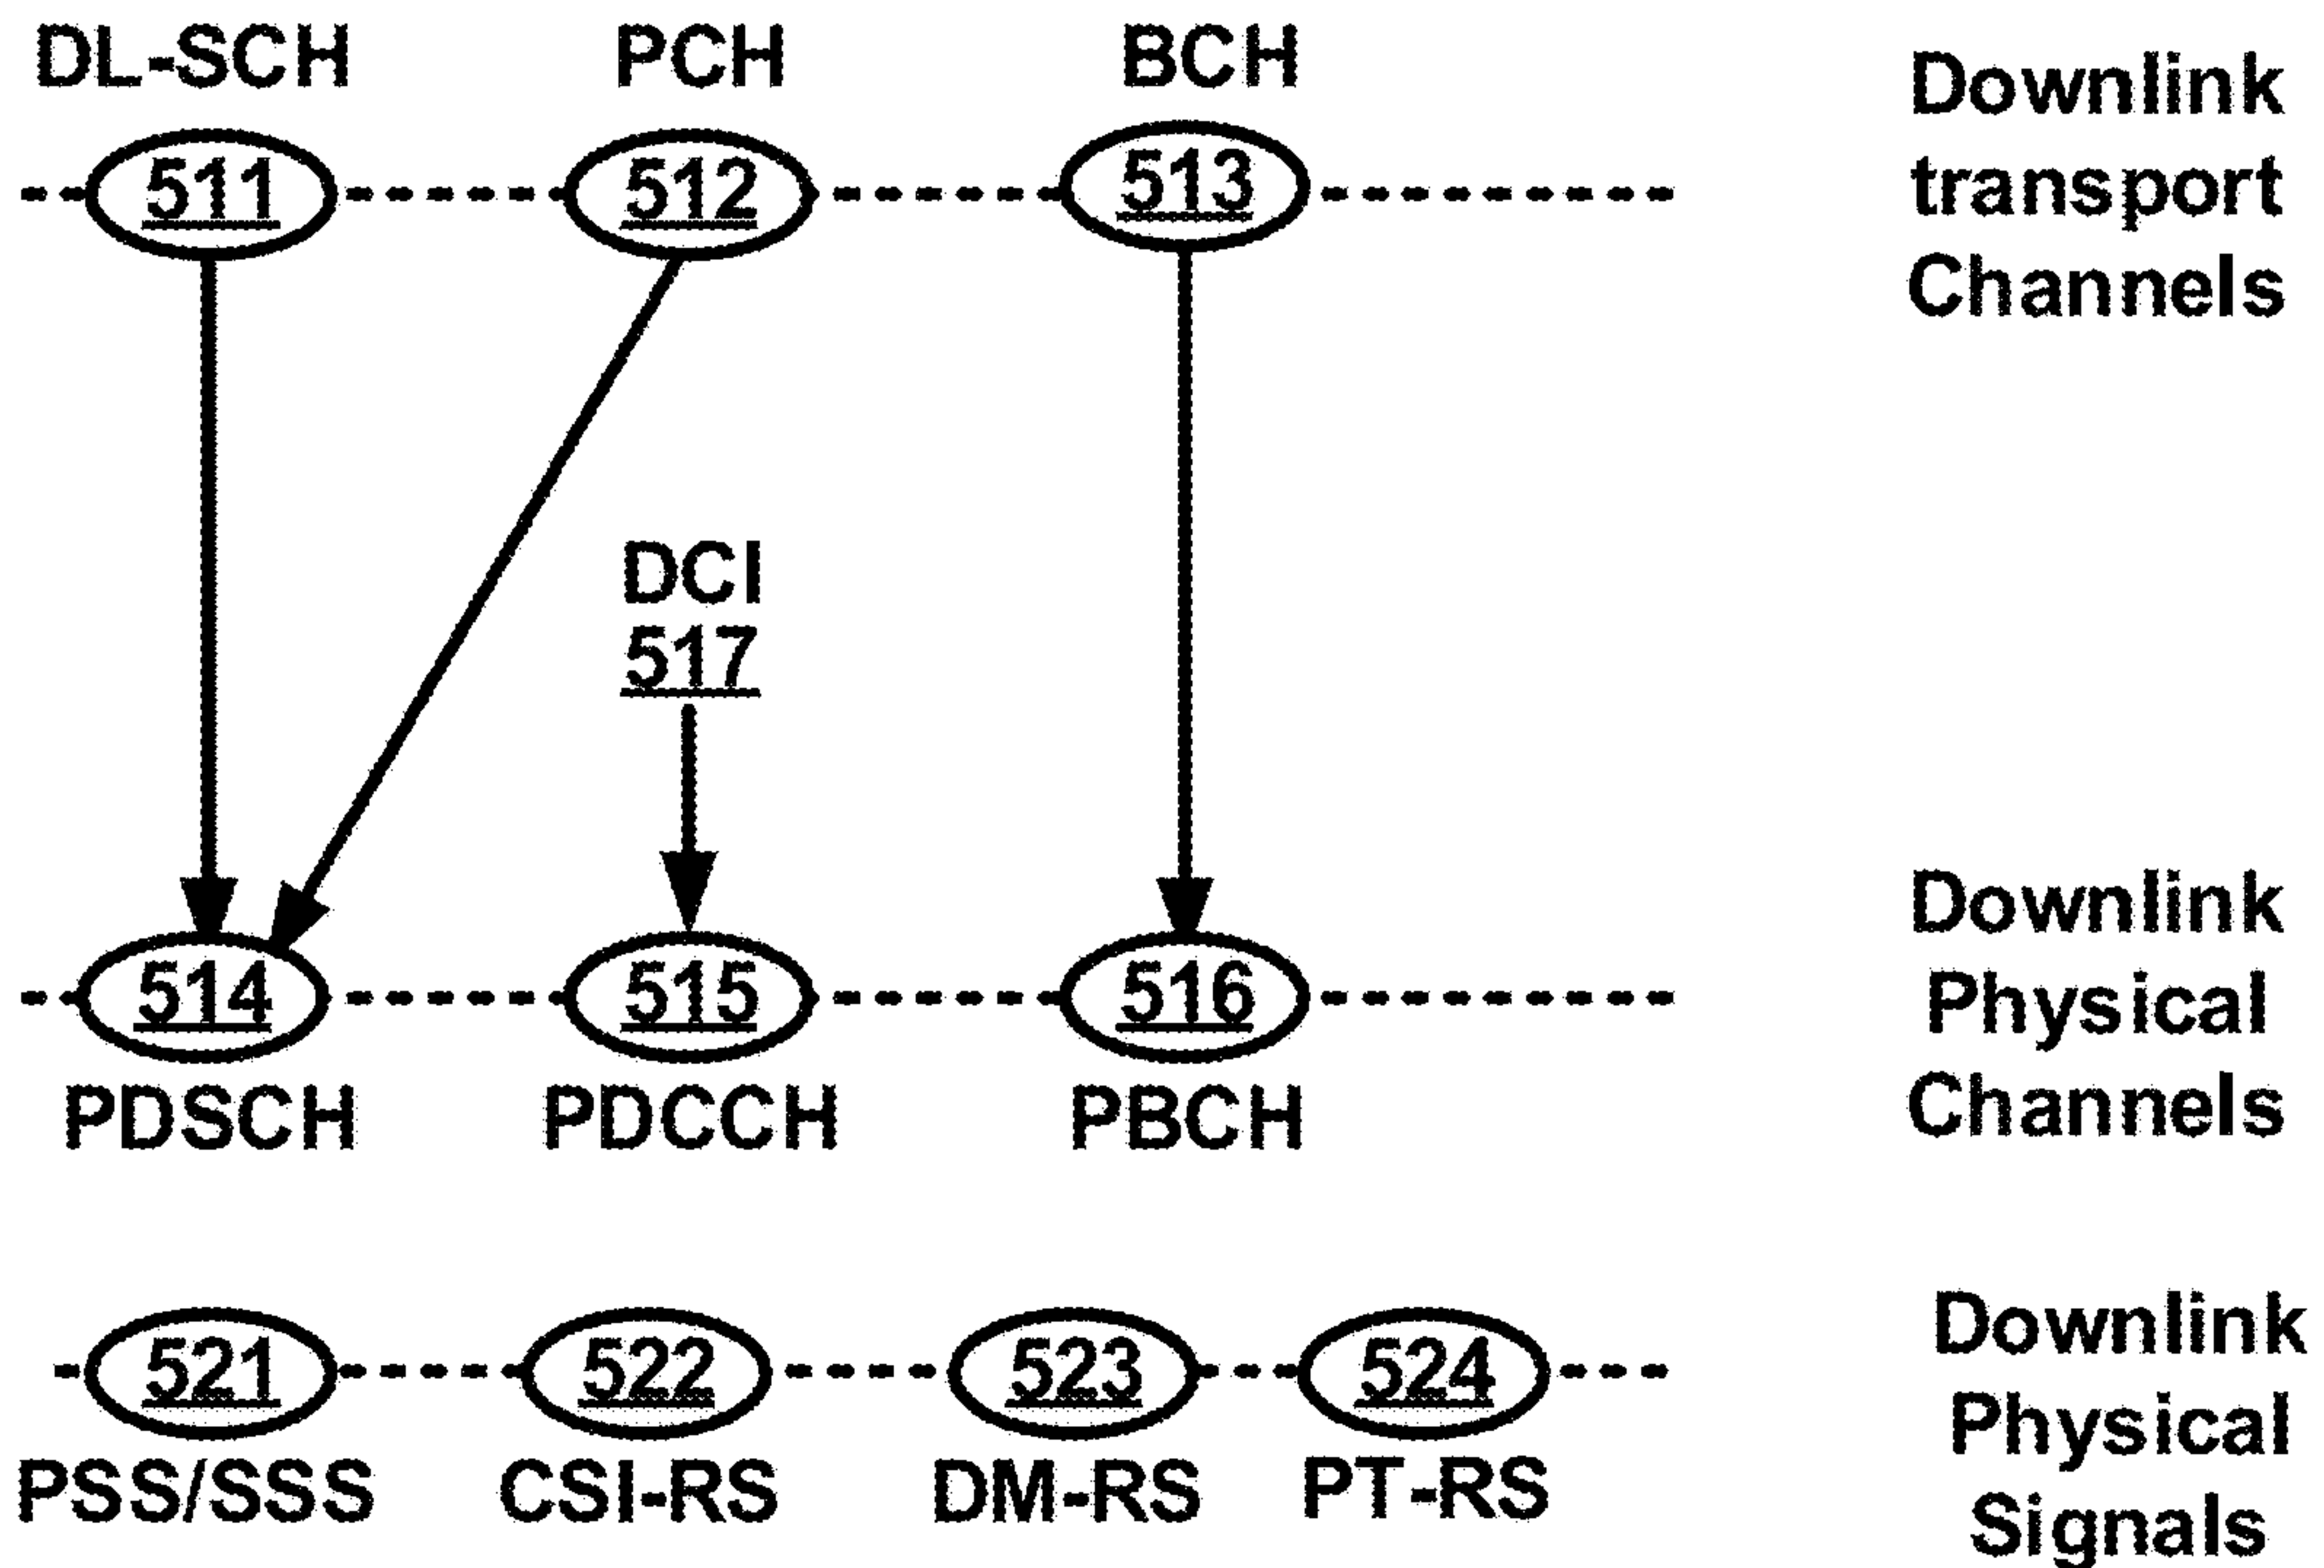 DL-SCH PCH BCH
511 512 513
Downlink
transport
Channels
DCI
517
514 515 516
PDSCH PDCCH PBCH
Downlink
Physical
Channels
521 522 523 524
PSS/SSS CSI-RS DM-RS PT-RS
Downlink
Physical
Signals